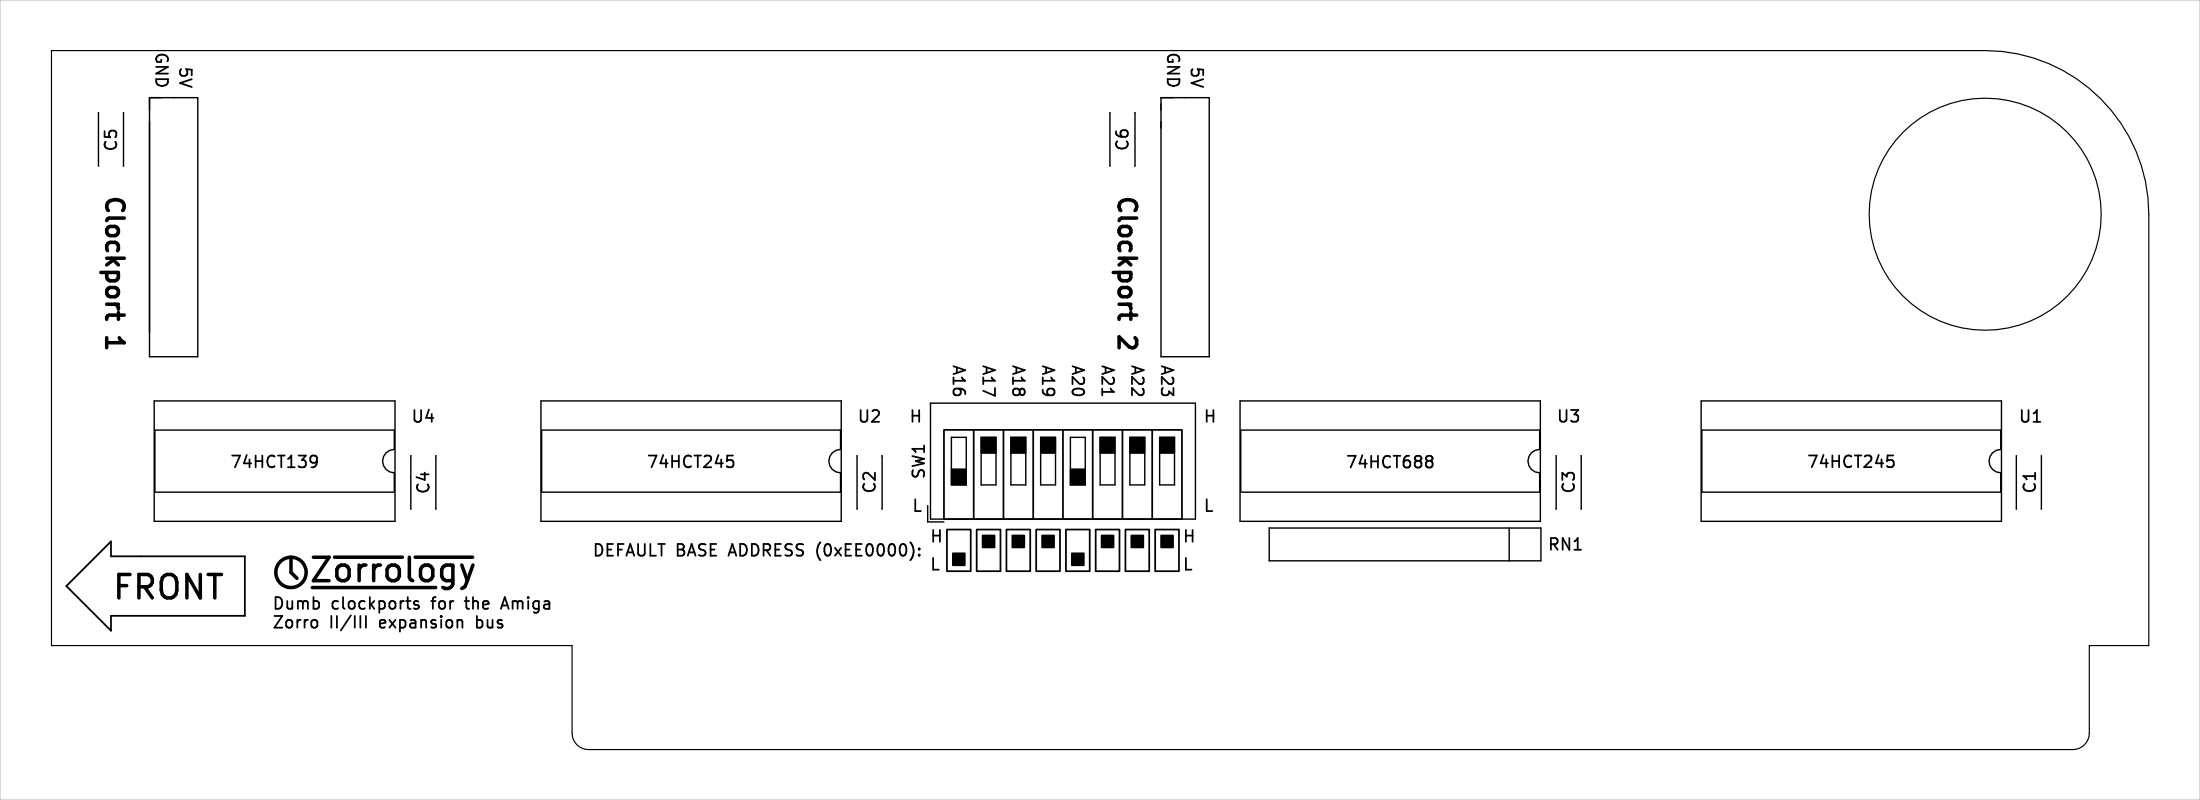 GND
5V
C5
Clockport 1
GND
5V
C6
Clockport 2
A16
A17
A18
A19
A20
A21
A22
A23
H
H
SW1
L
L
U4
74HCT139
C4
U2
74HCT245
C2
U3
74HCT688
C3
U1
74HCT245
C1
RN1
DEFAULT BASE ADDRESS (0xEE0000):
H
L
H
L
FRONT
Zorrology
Dumb clockports for the Amiga
Zorro II/III expansion bus